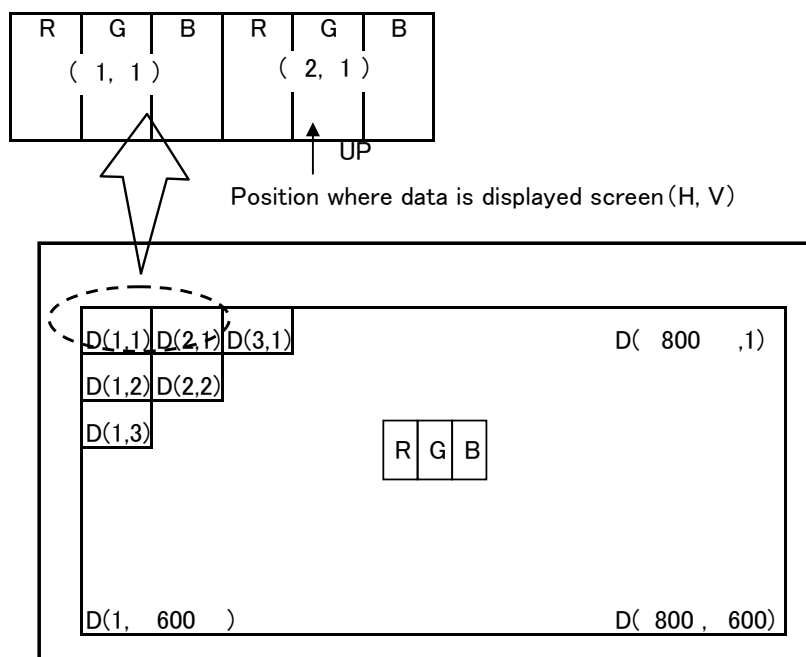 R G B R G B
( 1, 1 ) ( 2, 1 )
UP
Position where data is displayed screen(H, V)
D(1,1) D(2,1) D(3,1) D( 800 ,1)
D(1,2) D(2,2)
D(1,3)
R G B
D(1, 600 ) D( 800 , 600)